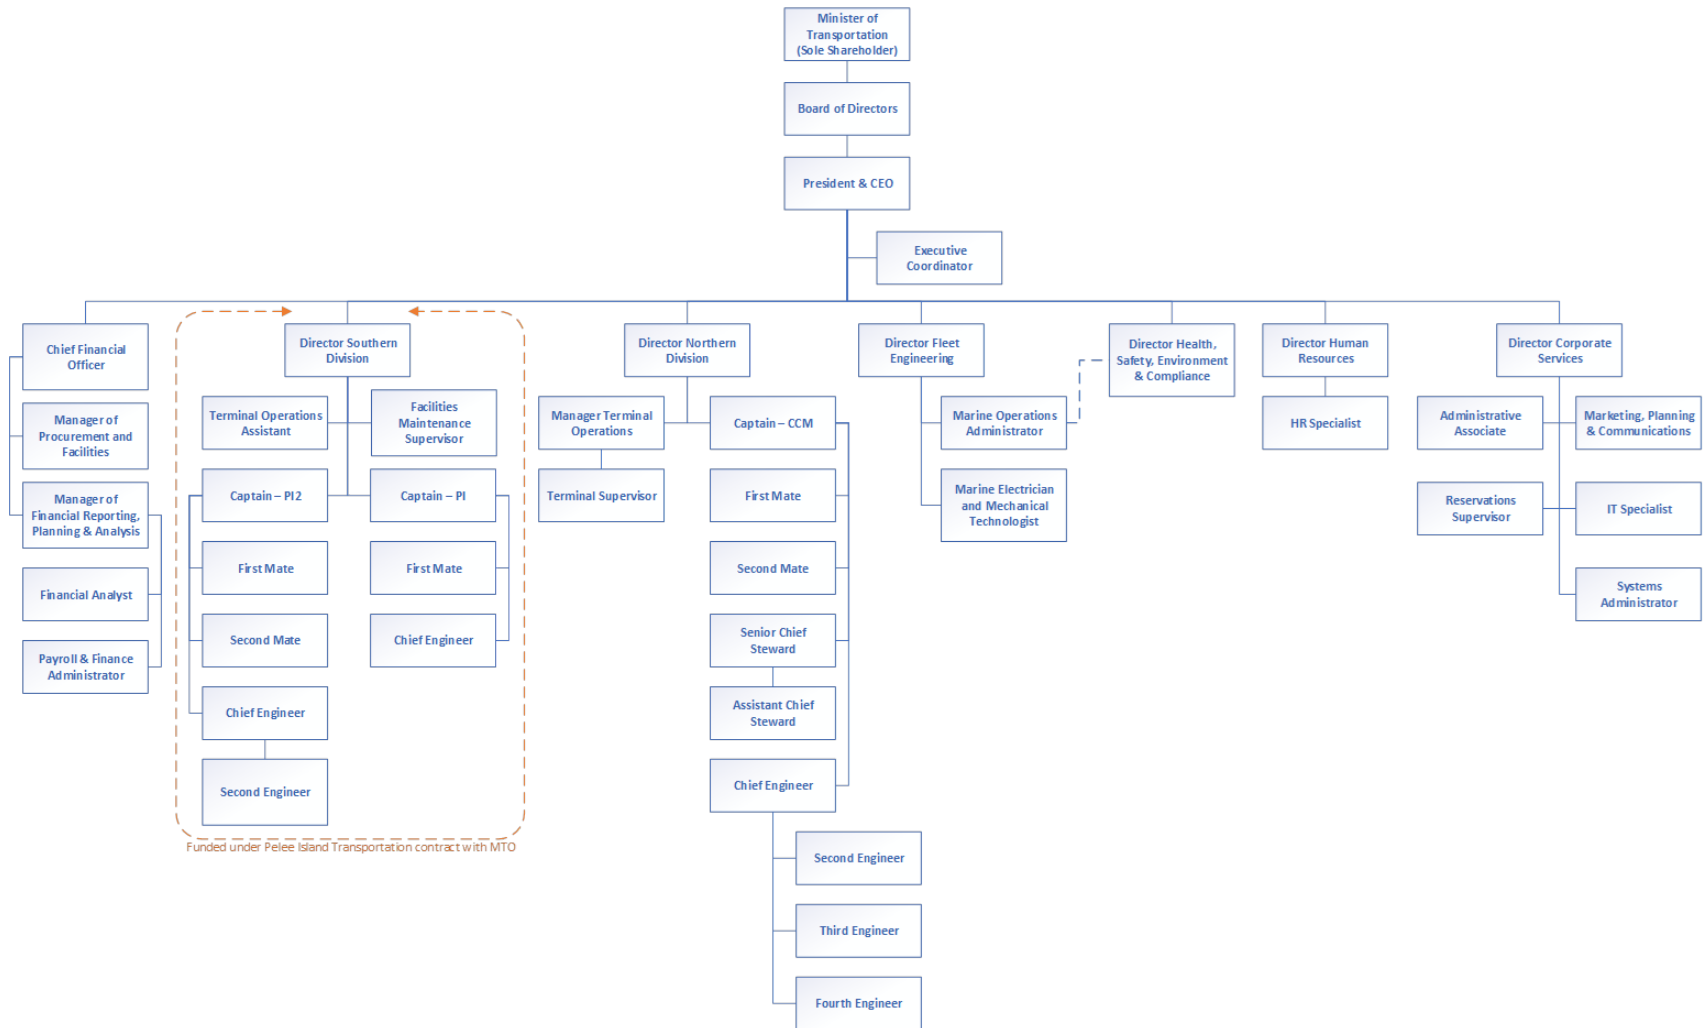 Minister of
Transportation
(Sole Shareholder)
Board of Directors
President & CEO
Executive
Coordinator
Chief Financial
Officer
Director Southern
Division
Director Northern
Division
Director Fleet
Engineering
Director Health,
Safety, Environment
& Compliance
Director Human
Resources
Director Corporate
Services
Manager of
Procurement and
Facilities
Terminal Operations
Assistant
Facilities
Maintenance
Supervisor
Manager Terminal
Operations
Captain – CCM
Marine Operations
Administrator
HR Specialist
Administrative
Associate
Marketing, Planning
& Communications
Manager of
Financial Reporting,
Planning & Analysis
Captain – PI2
Captain – PI
Terminal Supervisor
First Mate
Marine Electrician
and Mechanical
Technologist
Reservations
Supervisor
IT Specialist
Financial Analyst
First Mate
First Mate
Second Mate
Systems
Administrator
Payroll & Finance
Administrator
Second Mate
Chief Engineer
Senior Chief
Steward
Chief Engineer
Assistant Chief
Steward
Second Engineer
Chief Engineer
Funded under Pelee Island Transportation contract with MTO
Second Engineer
Third Engineer
Fourth Engineer